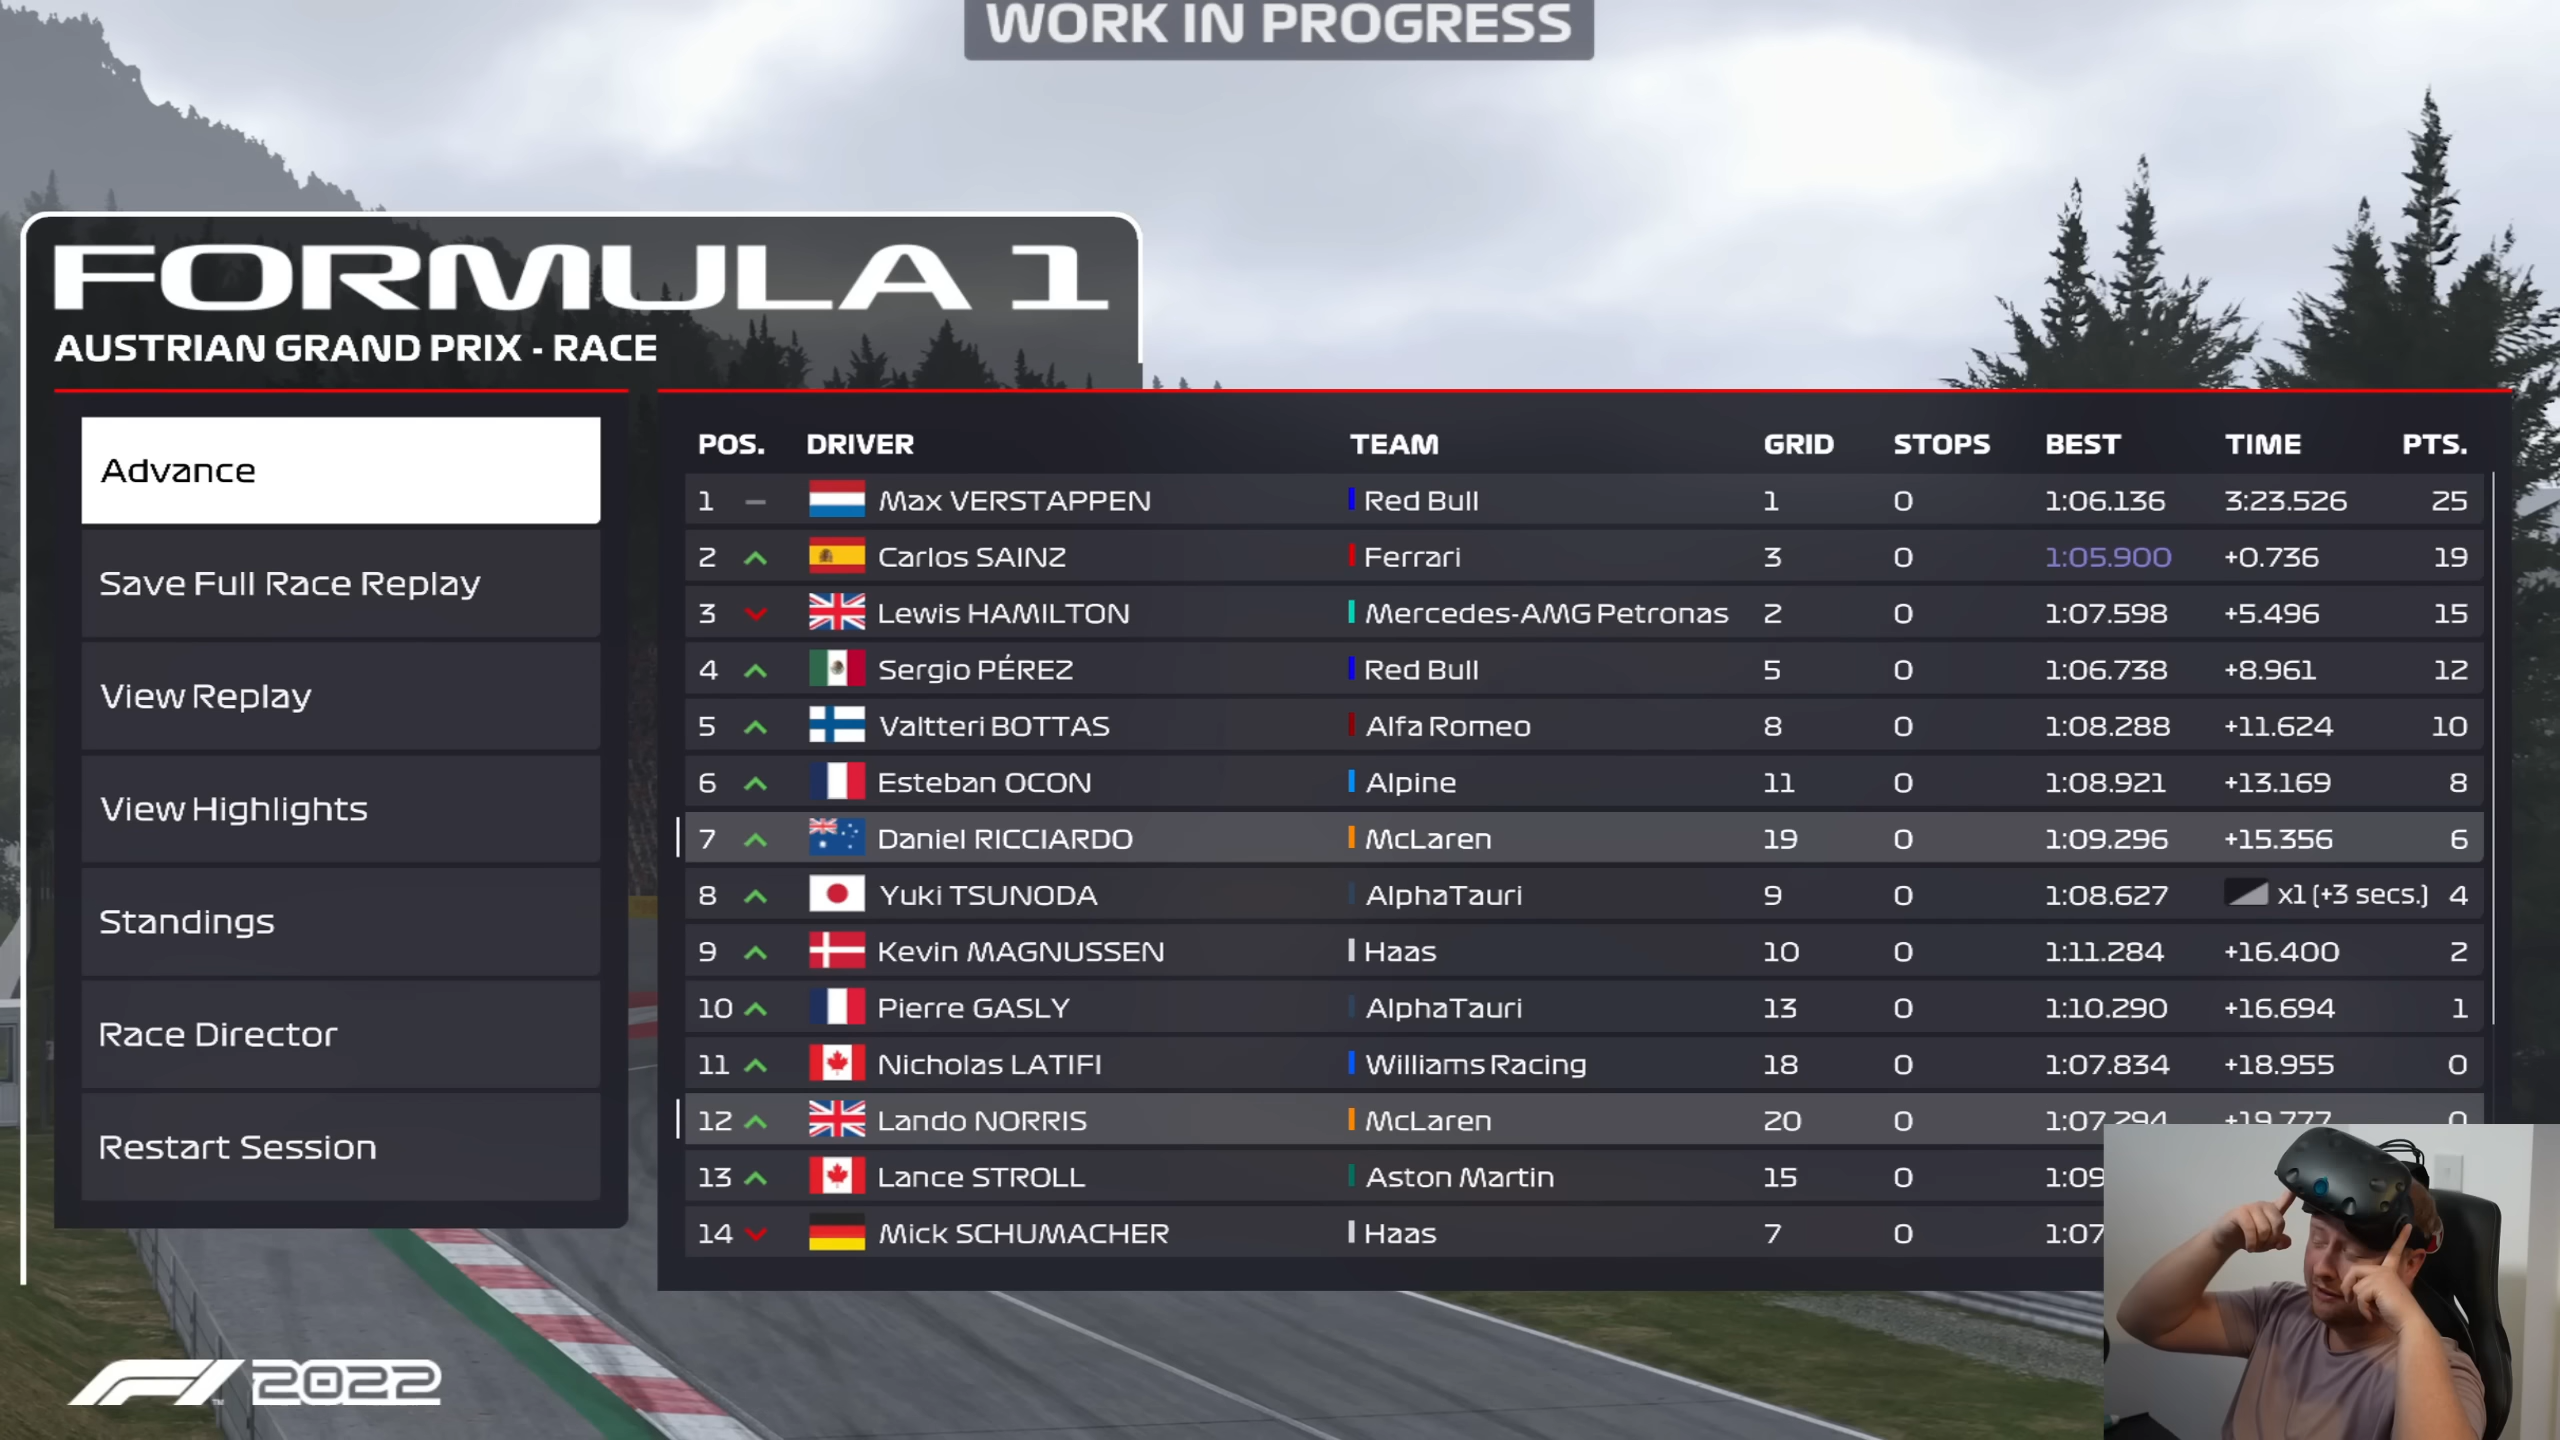 WORK IN PROGRESS
FORMULA 1
AUSTRIAN GRAND PRIX - RACE
Advance
Save Full Race Replay
View Replay
View Highlights
Standings
Race Director
Restart Session
POS. DRIVER TEAM GRID STOPS BEST TIME PTS.
1 Max VERSTAPPEN Red Bull 1 0 1:06.136 3:23.526 25
2 Carlos SAINZ Ferrari 3 0 1:05.900 +0.736 19
3 Lewis HAMILTON Mercedes-AMG Petronas 2 0 1:07.598 +5.496 15
4 Sergio PÉREZ Red Bull 5 0 1:06.738 +8.961 12
5 Valtteri BOTTAS Alfa Romeo 8 0 1:08.288 +11.624 10
6 Esteban OCON Alpine 11 0 1:08.921 +13.169 8
7 Daniel RICCIARDO McLaren 19 0 1:09.296 +15.356 6
8 Yuki TSUNODA AlphaTauri 9 0 1:08.627 x1 (+3 secs.) 4
9 Kevin MAGNUSSEN Haas 10 0 1:11.284 +16.400 2
10 Pierre GASLY AlphaTauri 13 0 1:10.290 +16.694 1
11 Nicholas LATIFI Williams Racing 18 0 1:07.834 +18.955 0
12 Lando NORRIS McLaren 20 0 1:07.294 +19.777 0
13 Lance STROLL Aston Martin 15 0 1:09
14 Mick SCHUMACHER Haas 7 0 1:07
F1 2022